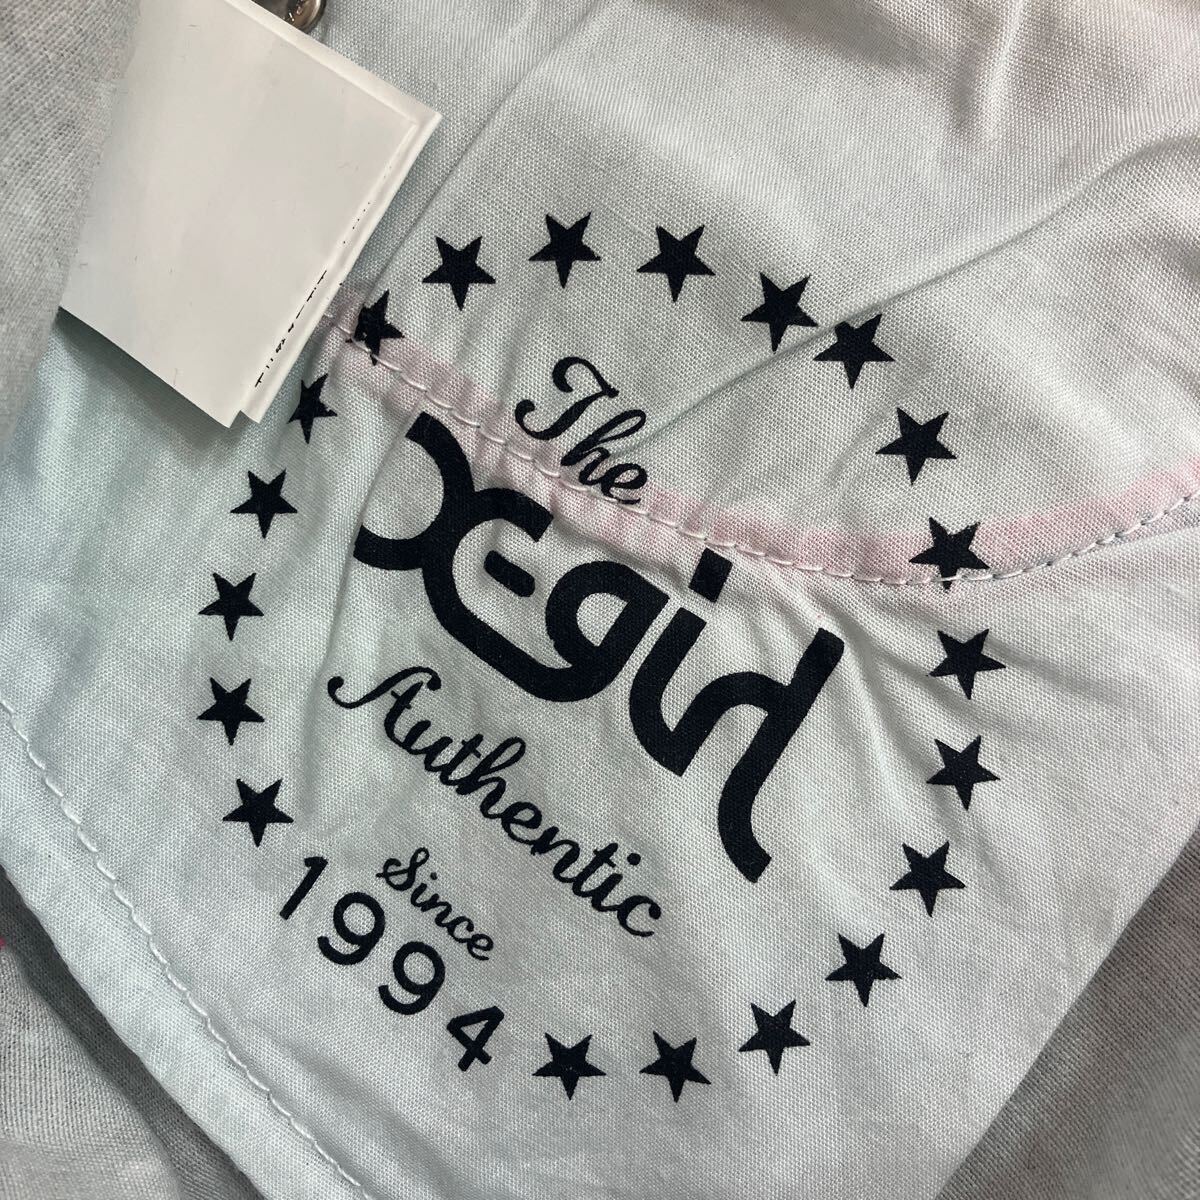 The
X-girl
Authentic
Since
1994